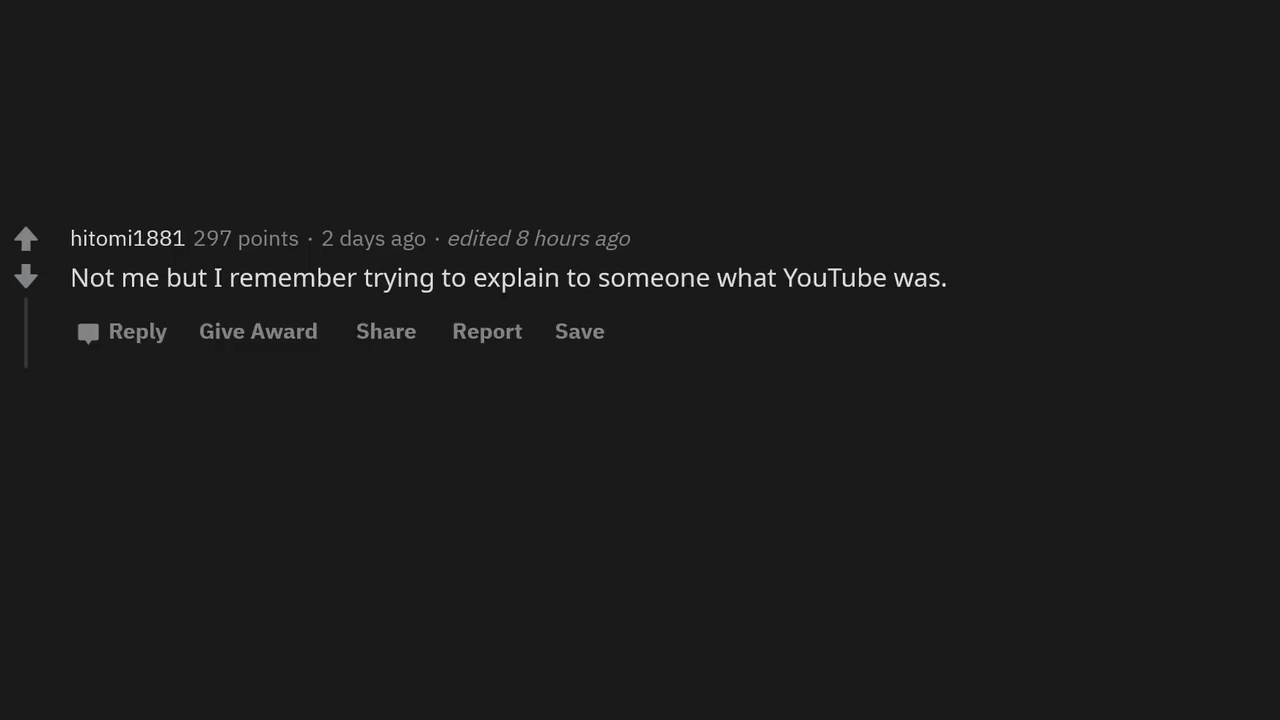 hitomi1881 297 points · 2 days ago · edited 8 hours ago
Not me but I remember trying to explain to someone what YouTube was.
Reply Give Award Share Report Save